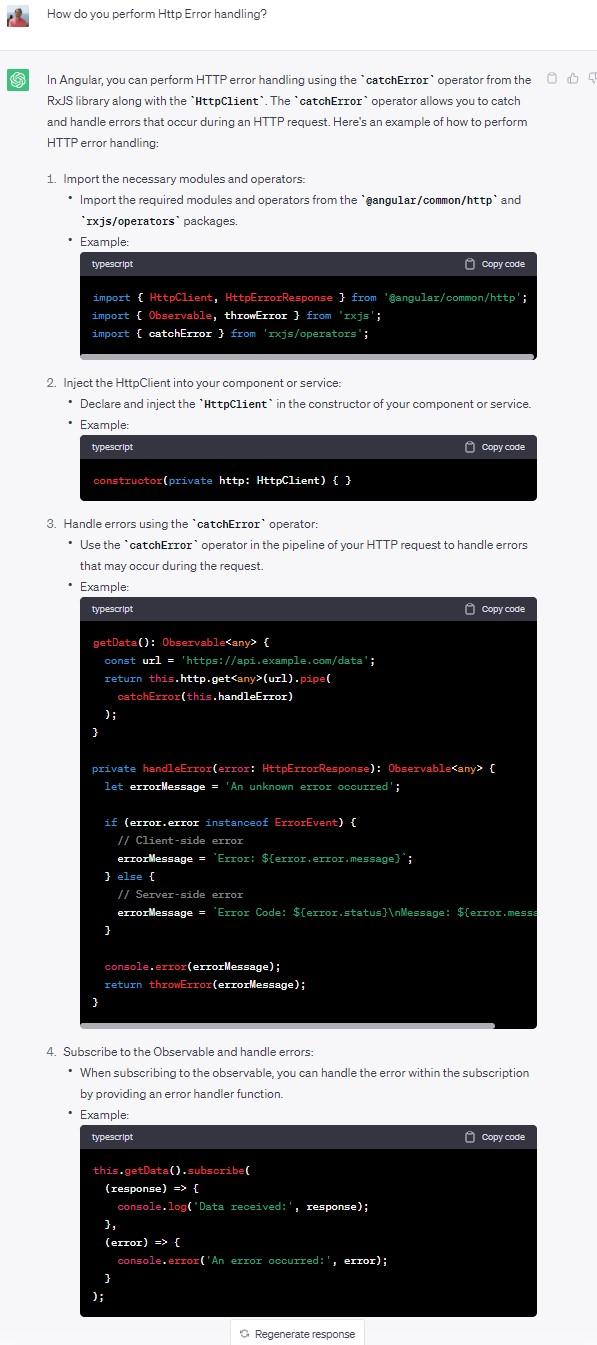 How do you perform Http Error handling?
In Angular, you can perform HTTP error handling using the `catchError` operator from the
RxJS library along with the `HttpClient`. The `catchError` operator allows you to catch
and handle errors that occur during an HTTP request. Here's an example of how to perform
HTTP error handling:
1. Import the necessary modules and operators:
• Import the required modules and operators from the `@angular/common/http` and
`rxjs/operators` packages.
• Example:
typescript Copy code
import { HttpClient, HttpErrorResponse } from '@angular/common/http';
import { Observable, throwError } from 'rxjs';
import { catchError } from 'rxjs/operators';
2. Inject the HttpClient into your component or service:
• Declare and inject the `HttpClient` in the constructor of your component or service.
• Example:
typescript Copy code
constructor(private http: HttpClient) { }
3. Handle errors using the `catchError` operator:
• Use the `catchError` operator in the pipeline of your HTTP request to handle errors
that may occur during the request.
• Example:
typescript Copy code
getData(): Observable<any> {
const url = 'https://api.example.com/data';
return this.http.get<any>(url).pipe(
catchError(this.handleError)
);
}
private handleError(error: HttpErrorResponse): Observable<any> {
let errorMessage = 'An unknown error occurred';
if (error.error instanceof ErrorEvent) {
// Client-side error
errorMessage = `Error: ${error.error.message}`;
} else {
// Server-side error
errorMessage = `Error Code: ${error.status}\nMessage: ${error.messa
}
console.error(errorMessage);
return throwError(errorMessage);
}
4. Subscribe to the Observable and handle errors:
• When subscribing to the observable, you can handle the error within the subscription
by providing an error handler function.
• Example:
typescript Copy code
this.getData().subscribe(
(response) => {
console.log('Data received:', response);
},
(error) => {
console.error('An error occurred:', error);
}
);
Regenerate response